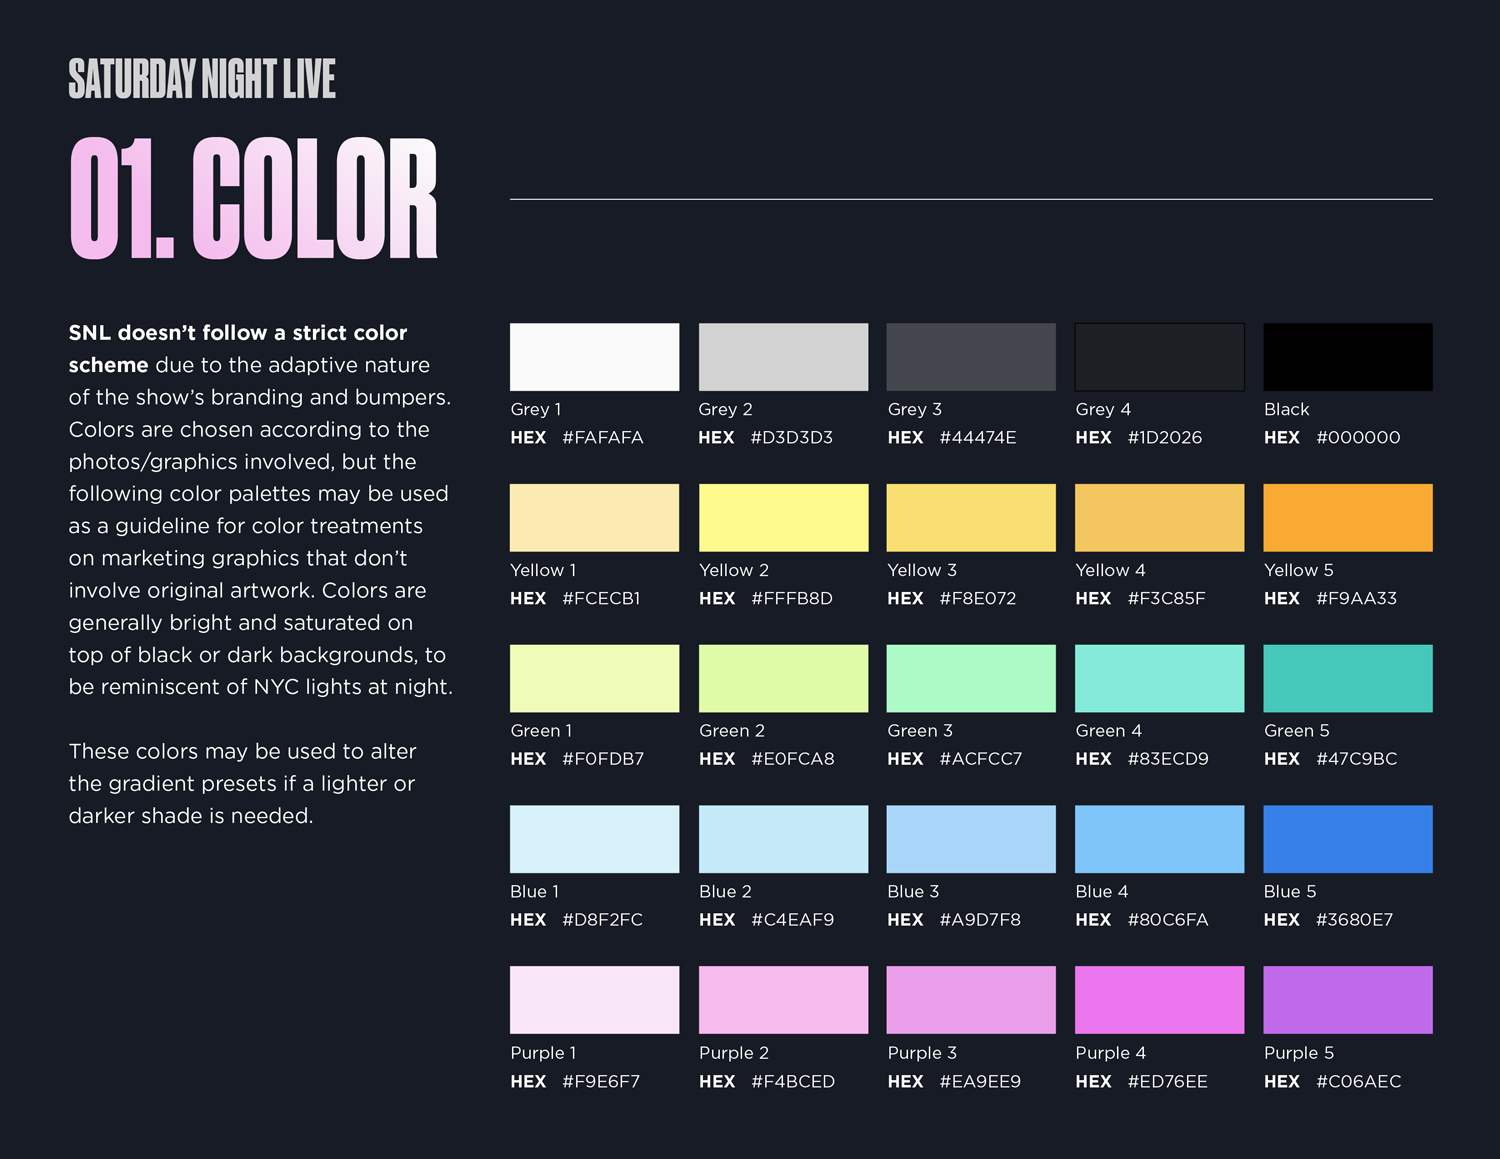 SATURDAY NIGHT LIVE
01. COLOR
SNL doesn’t follow a strict color
scheme due to the adaptive nature
of the show’s branding and bumpers.
Colors are chosen according to the
photos/graphics involved, but the
following color palettes may be used
as a guideline for color treatments
on marketing graphics that don’t
involve original artwork. Colors are
generally bright and saturated on
top of black or dark backgrounds, to
be reminiscent of NYC lights at night.
These colors may be used to alter
the gradient presets if a lighter or
darker shade is needed.
Grey 1 Grey 2 Grey 3 Grey 4 Black
HEX #FAFAFA HEX #D3D3D3 HEX #44474E HEX #1D2026 HEX #000000
Yellow 1 Yellow 2 Yellow 3 Yellow 4 Yellow 5
HEX #FCECB1 HEX #FFFB8D HEX #F8E072 HEX #F3C85F HEX #F9AA33
Green 1 Green 2 Green 3 Green 4 Green 5
HEX #F0FDB7 HEX #E0FCA8 HEX #ACFCC7 HEX #83ECD9 HEX #47C9BC
Blue 1 Blue 2 Blue 3 Blue 4 Blue 5
HEX #D8F2FC HEX #C4EAF9 HEX #A9D7F8 HEX #80C6FA HEX #3680E7
Purple 1 Purple 2 Purple 3 Purple 4 Purple 5
HEX #F9E6F7 HEX #F4BCED HEX #EA9EE9 HEX #ED76EE HEX #C06AEC